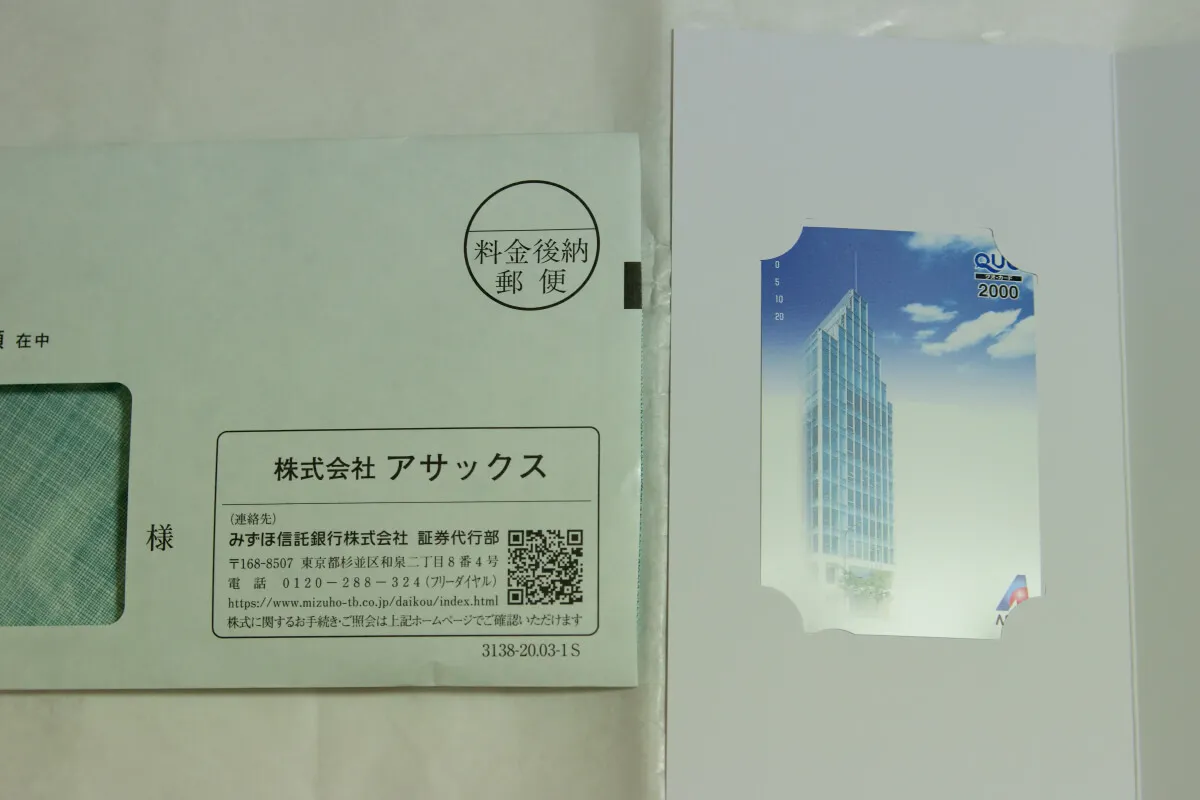 料金後納
郵便
在中
様
株式会社 アサックス
(連絡先)
みずほ信託銀行株式会社 証券代行部
〒168-8507 東京都杉並区和泉二丁目8番4号
電話 0120-288-324(フリーダイヤル)
https://www.mizuho-tb.co.jp/daikou/index.html
株式に関するお手続き・ご照会は上記ホームページでご確認いただけます
3138-20.03-1S
0
5
10
20
QUO
クオ・カード
2000